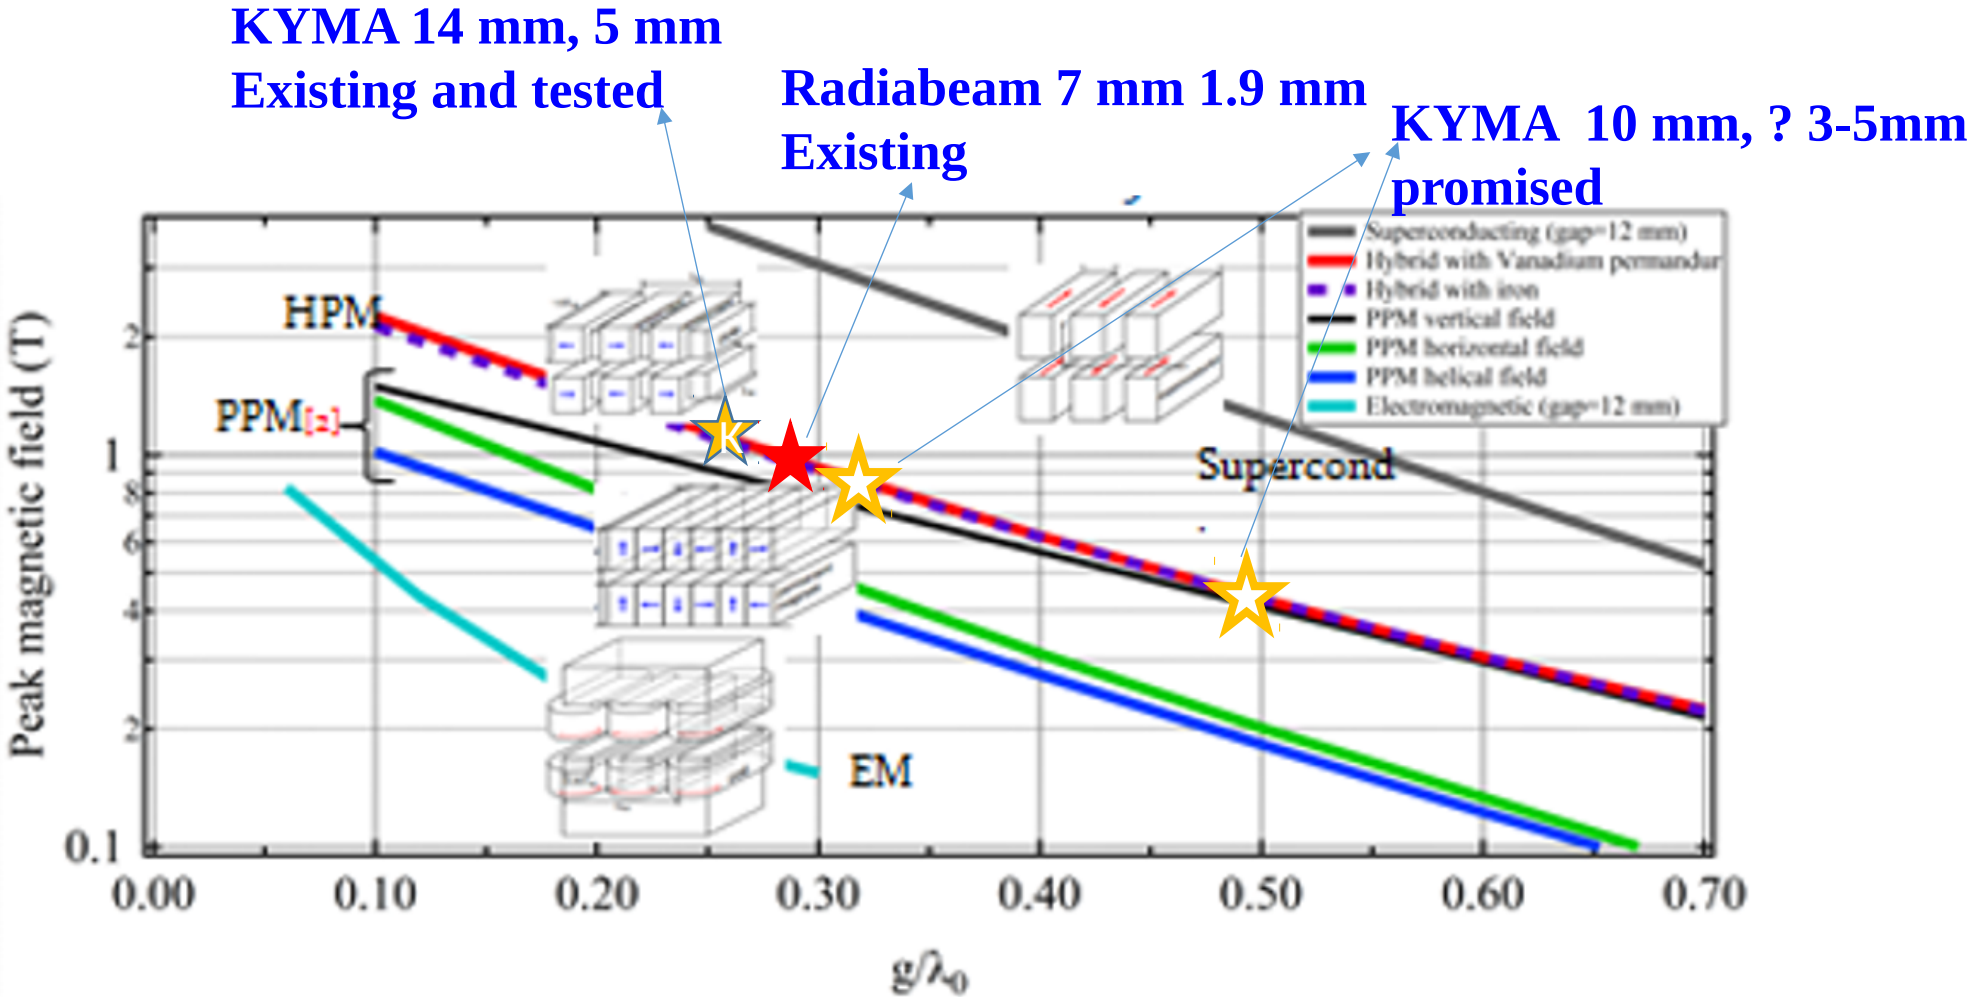 KYMA 14 mm, 5 mm
Existing and tested
Radiabeam 7 mm 1.9 mm
Existing
KYMA 10 mm, ? 3-5mm
promised
Superconducting (gap=12 mm)
Hybrid with Vanadium permandur
Hybrid with iron
PPM vertical field
PPM horizontal field
PPM helical field
Electromagnetic (gap=12 mm)
HPM
PPM[2]
K
Supercond
EM
Peak magnetic field (T)
2
1
8
6
4
2
0.1
0.00 0.10 0.20 0.30 0.40 0.50 0.60 0.70
g/λ0